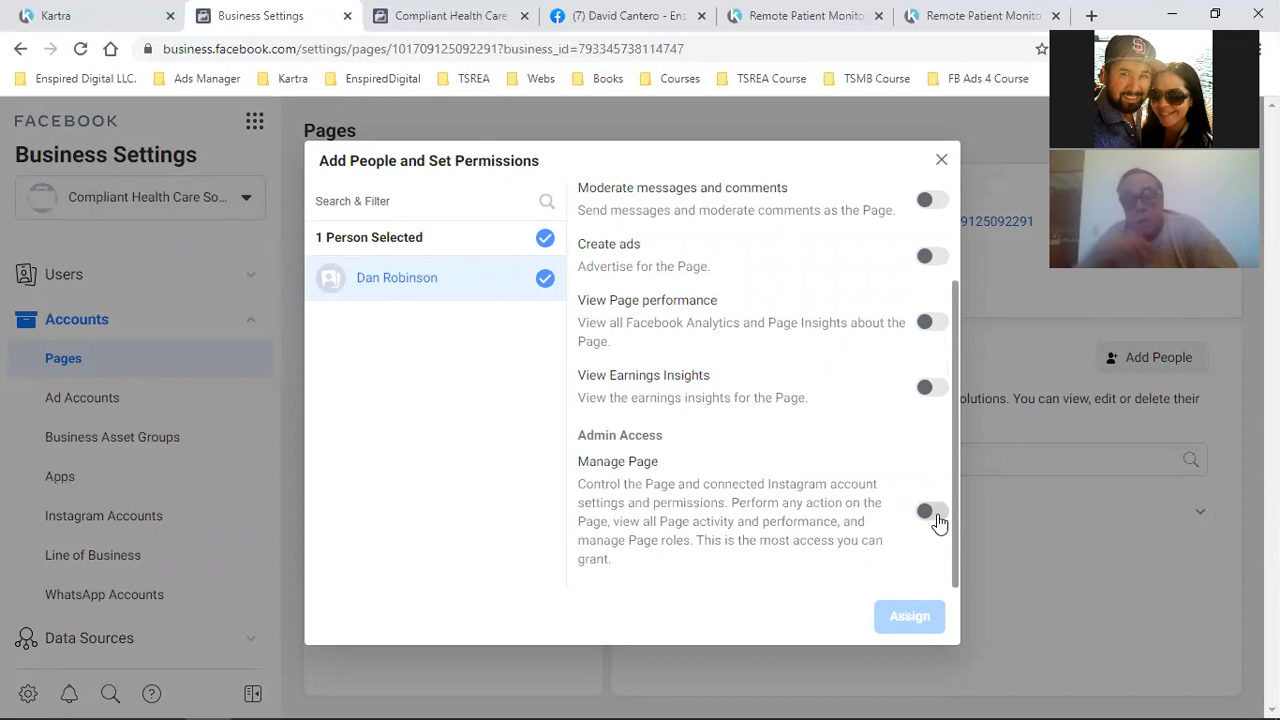 Kartra
Business Settings
Compliant Health Care
(7) David Cantero - Ens
Remote Patient Monito
Remote Patient Monito
business.facebook.com/settings/pages/101709125092291?business_id=793345738114747
Enspired Digital LLC.
Ads Manager
Kartra
EnspiredDigital
TSREA
Webs
Books
Courses
TSREA Course
TSMB Course
FB Ads 4 Course
FACEBOOK
Business Settings
Compliant Health Care So...
Users
Accounts
Pages
Ad Accounts
Business Asset Groups
Apps
Instagram Accounts
Line of Business
WhatsApp Accounts
Data Sources
Pages
Add People and Set Permissions
Search & Filter
1 Person Selected
Dan Robinson
Moderate messages and comments
Send messages and moderate comments as the Page.
Create ads
Advertise for the Page.
View Page performance
View all Facebook Analytics and Page Insights about the
Page.
View Earnings Insights
View the earnings insights for the Page.
Admin Access
Manage Page
Control the Page and connected Instagram account
settings and permissions. Perform any action on the
Page, view all Page activity and performance, and
manage Page roles. This is the most access you can
grant.
Assign
9125092291
Add People
olutions. You can view, edit or delete their